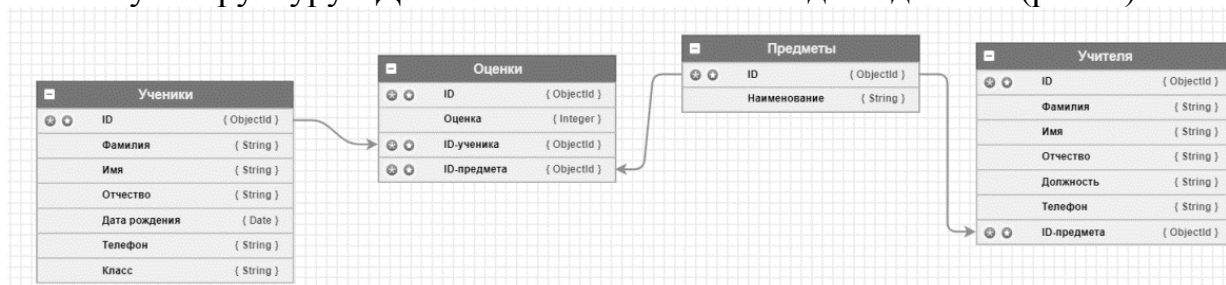 Ученики
ID { ObjectId }
Фамилия { String }
Имя { String }
Отчество { String }
Дата рождения { Date }
Телефон { String }
Класс { String }
Оценки
ID { ObjectId }
Оценка { Integer }
ID-ученика { ObjectId }
ID-предмета { ObjectId }
Предметы
ID { ObjectId }
Наименование { String }
Учителя
ID { ObjectId }
Фамилия { String }
Имя { String }
Отчество { String }
Должность { String }
Телефон { String }
ID-предмета { ObjectId }